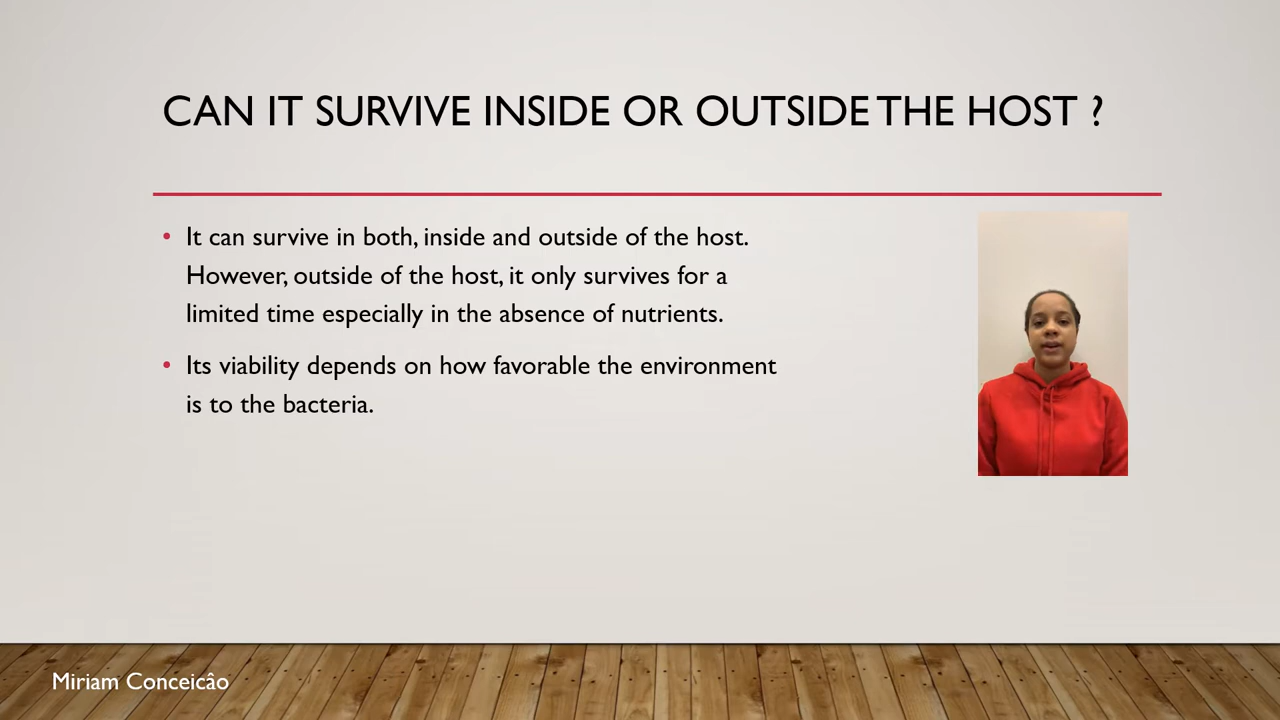 CAN IT SURVIVE INSIDE OR OUTSIDE THE HOST ?
• It can survive in both, inside and outside of the host.
However, outside of the host, it only survives for a
limited time especially in the absence of nutrients.
• Its viability depends on how favorable the environment
is to the bacteria.
Miriam Conceicâo